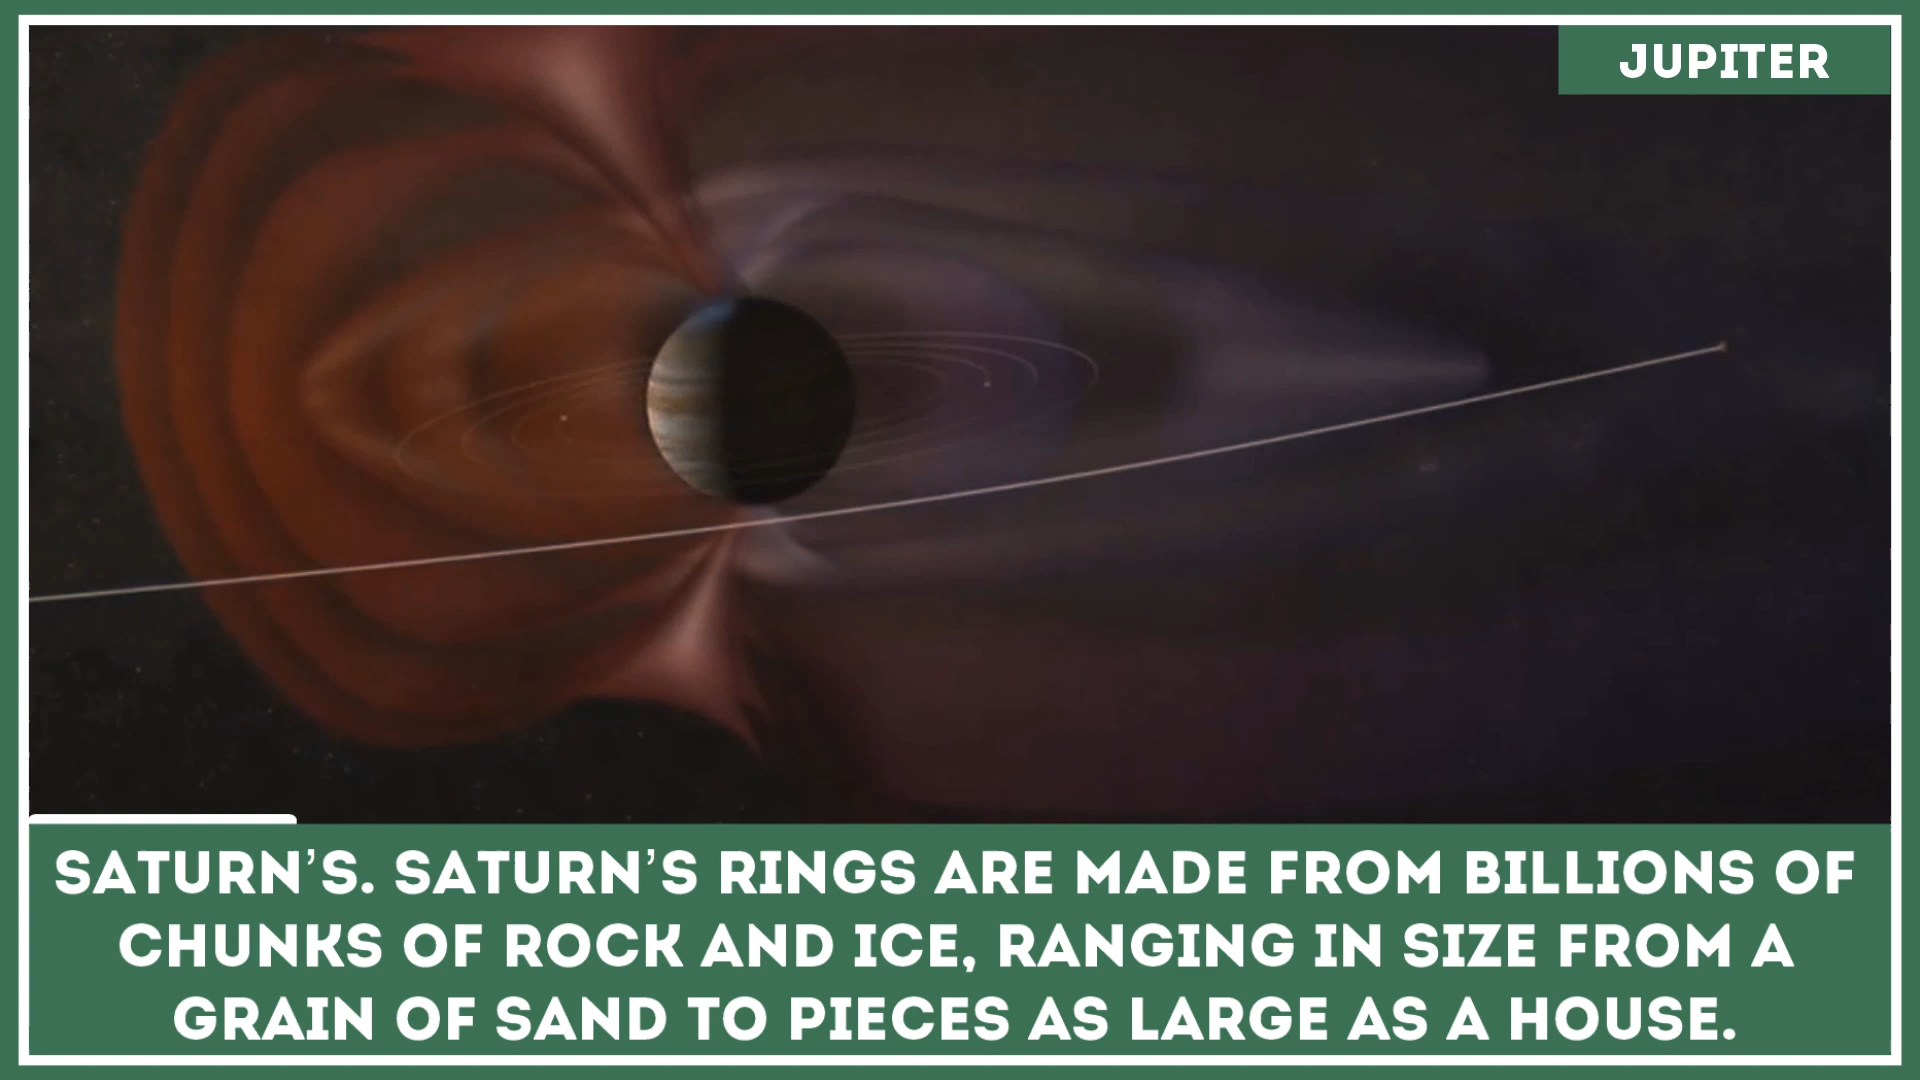 JUPITER
SATURN’S. SATURN’S RINGS ARE MADE FROM BILLIONS OF
CHUNKS OF ROCK AND ICE, RANGING IN SIZE FROM A
GRAIN OF SAND TO PIECES AS LARGE AS A HOUSE.